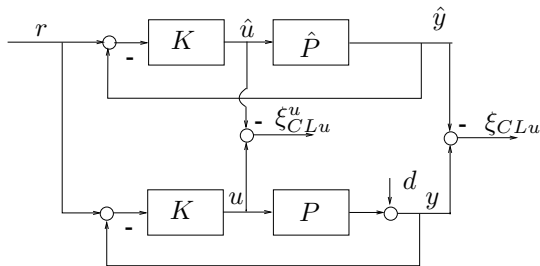 r
-
K
û
P̂
ŷ
-
ξ^u_{CLu}
-
ξ_{CLu}
-
K
u
P
d
y